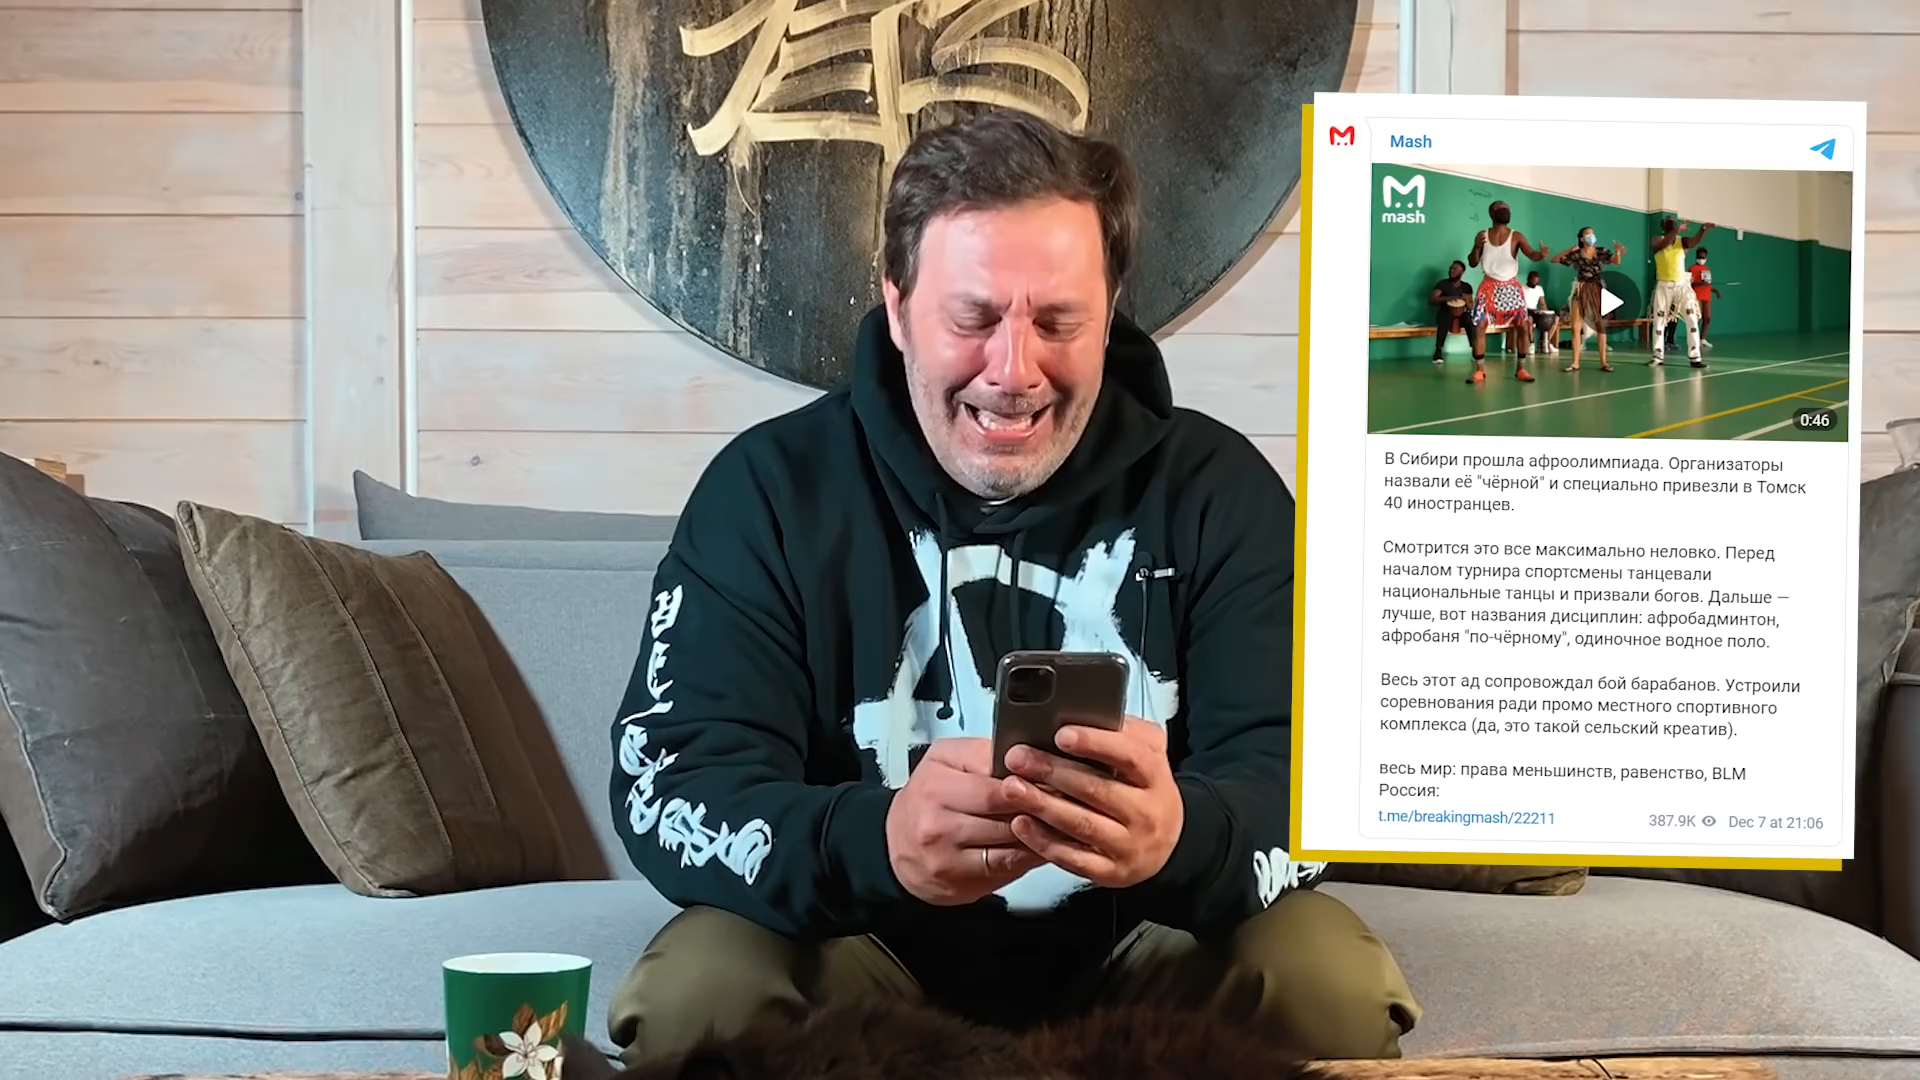 Mash
mash
0:46
В Сибири прошла афроолимпиада. Организаторы
назвали её "чёрной" и специально привезли в Томск
40 иностранцев.
Смотрится это все максимально неловко. Перед
началом турнира спортсмены танцевали
национальные танцы и призвали богов. Дальше —
лучше, вот названия дисциплин: афробадминтон,
афробаня "по-чёрному", одиночное водное поло.
Весь этот ад сопровождал бой барабанов. Устроили
соревнования ради промо местного спортивного
комплекса (да, это такой сельский креатив).
весь мир: права меньшинств, равенство, BLM
Россия:
t.me/breakingmash/22211
387.9K
Dec 7 at 21:06